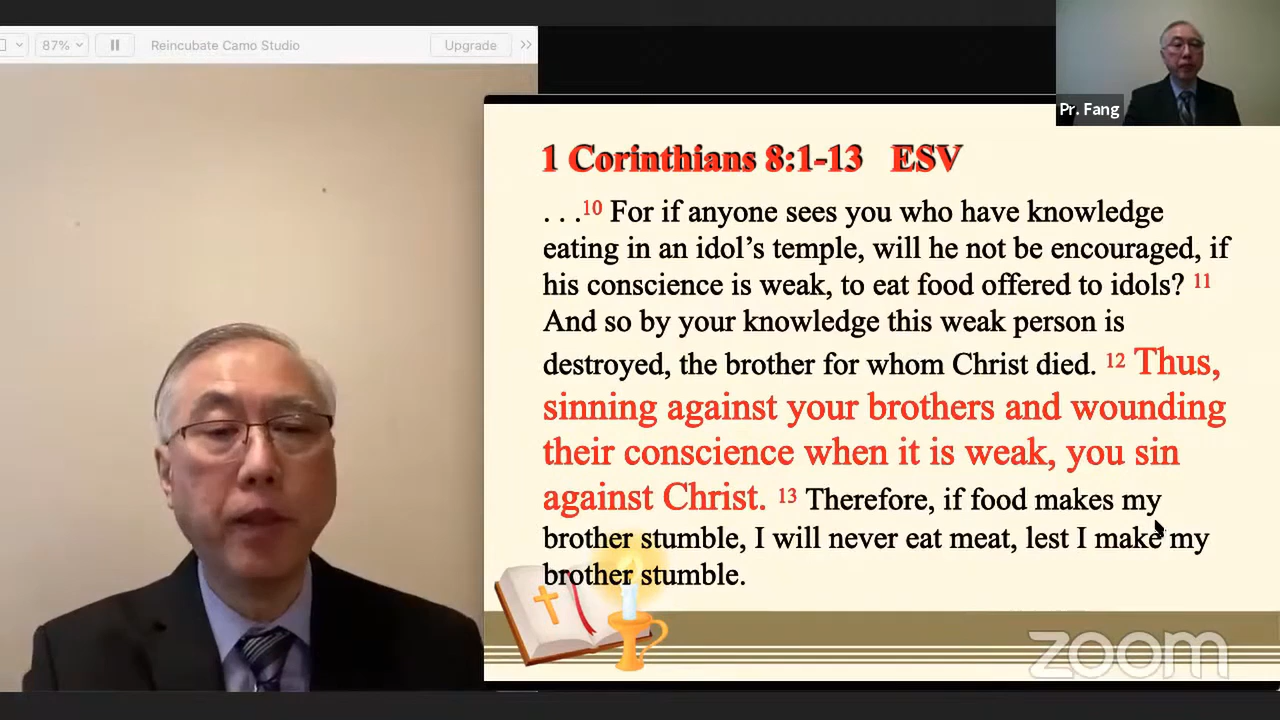 87%
Reincubate Camo Studio
Upgrade
Pr. Fang
1 Corinthians 8:1-13 ESV
. . .10 For if anyone sees you who have knowledge
eating in an idol’s temple, will he not be encouraged, if
his conscience is weak, to eat food offered to idols? 11
And so by your knowledge this weak person is
destroyed, the brother for whom Christ died. 12 Thus,
sinning against your brothers and wounding
their conscience when it is weak, you sin
against Christ. 13 Therefore, if food makes my
brother stumble, I will never eat meat, lest I make my
brother stumble.
zoom